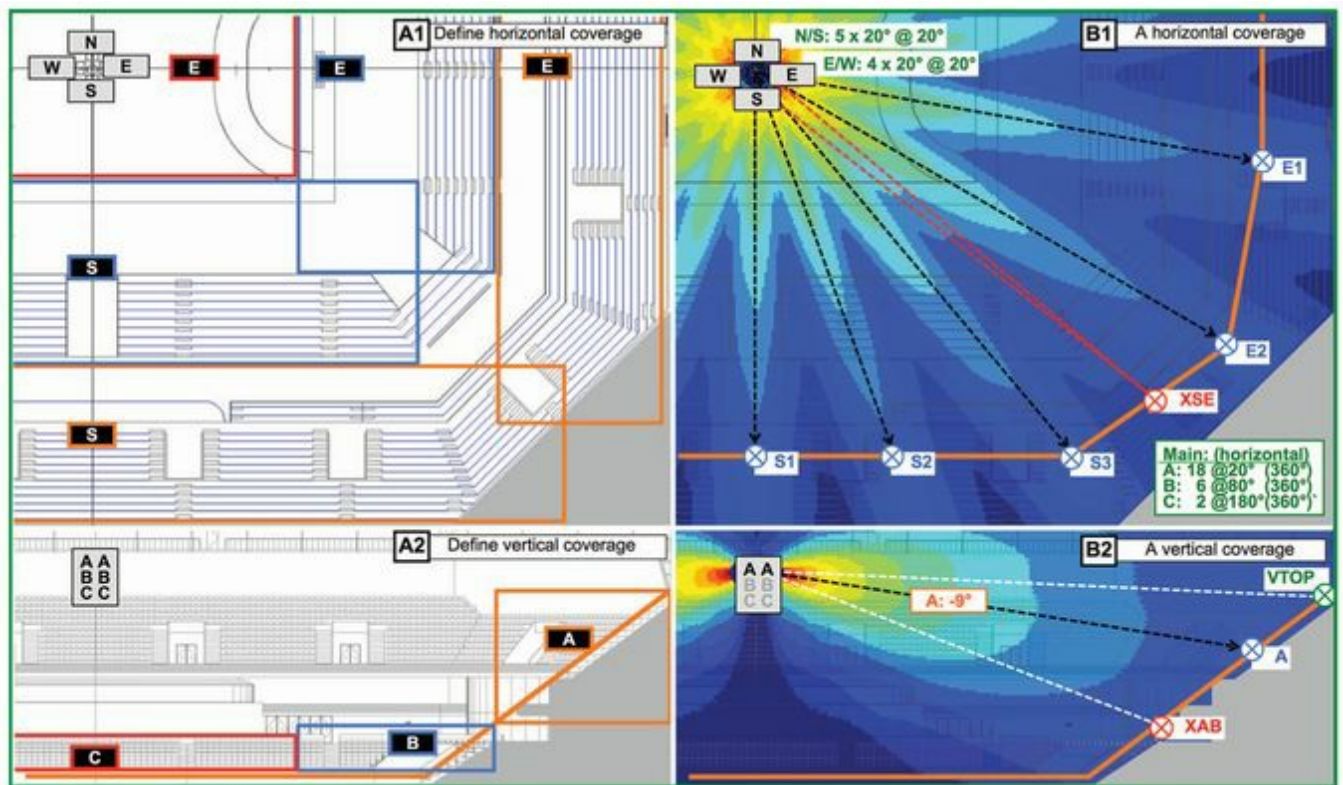 A1 Define horizontal coverage
N
W E
S
E
E
E
S
S
B1 A horizontal coverage
N/S: 5 x 20° @ 20°
E/W: 4 x 20° @ 20°
N
W E
S
E1
E2
XSE
S1
S2
S3
Main: (horizontal)
A: 18 @20° (360°)
B: 6 @80° (360°)
C: 2 @180°(360°)
A2 Define vertical coverage
A A
B B
C C
A
B
C
B2 A vertical coverage
A A
B B
C C
VTOP
A: -9°
A
XAB